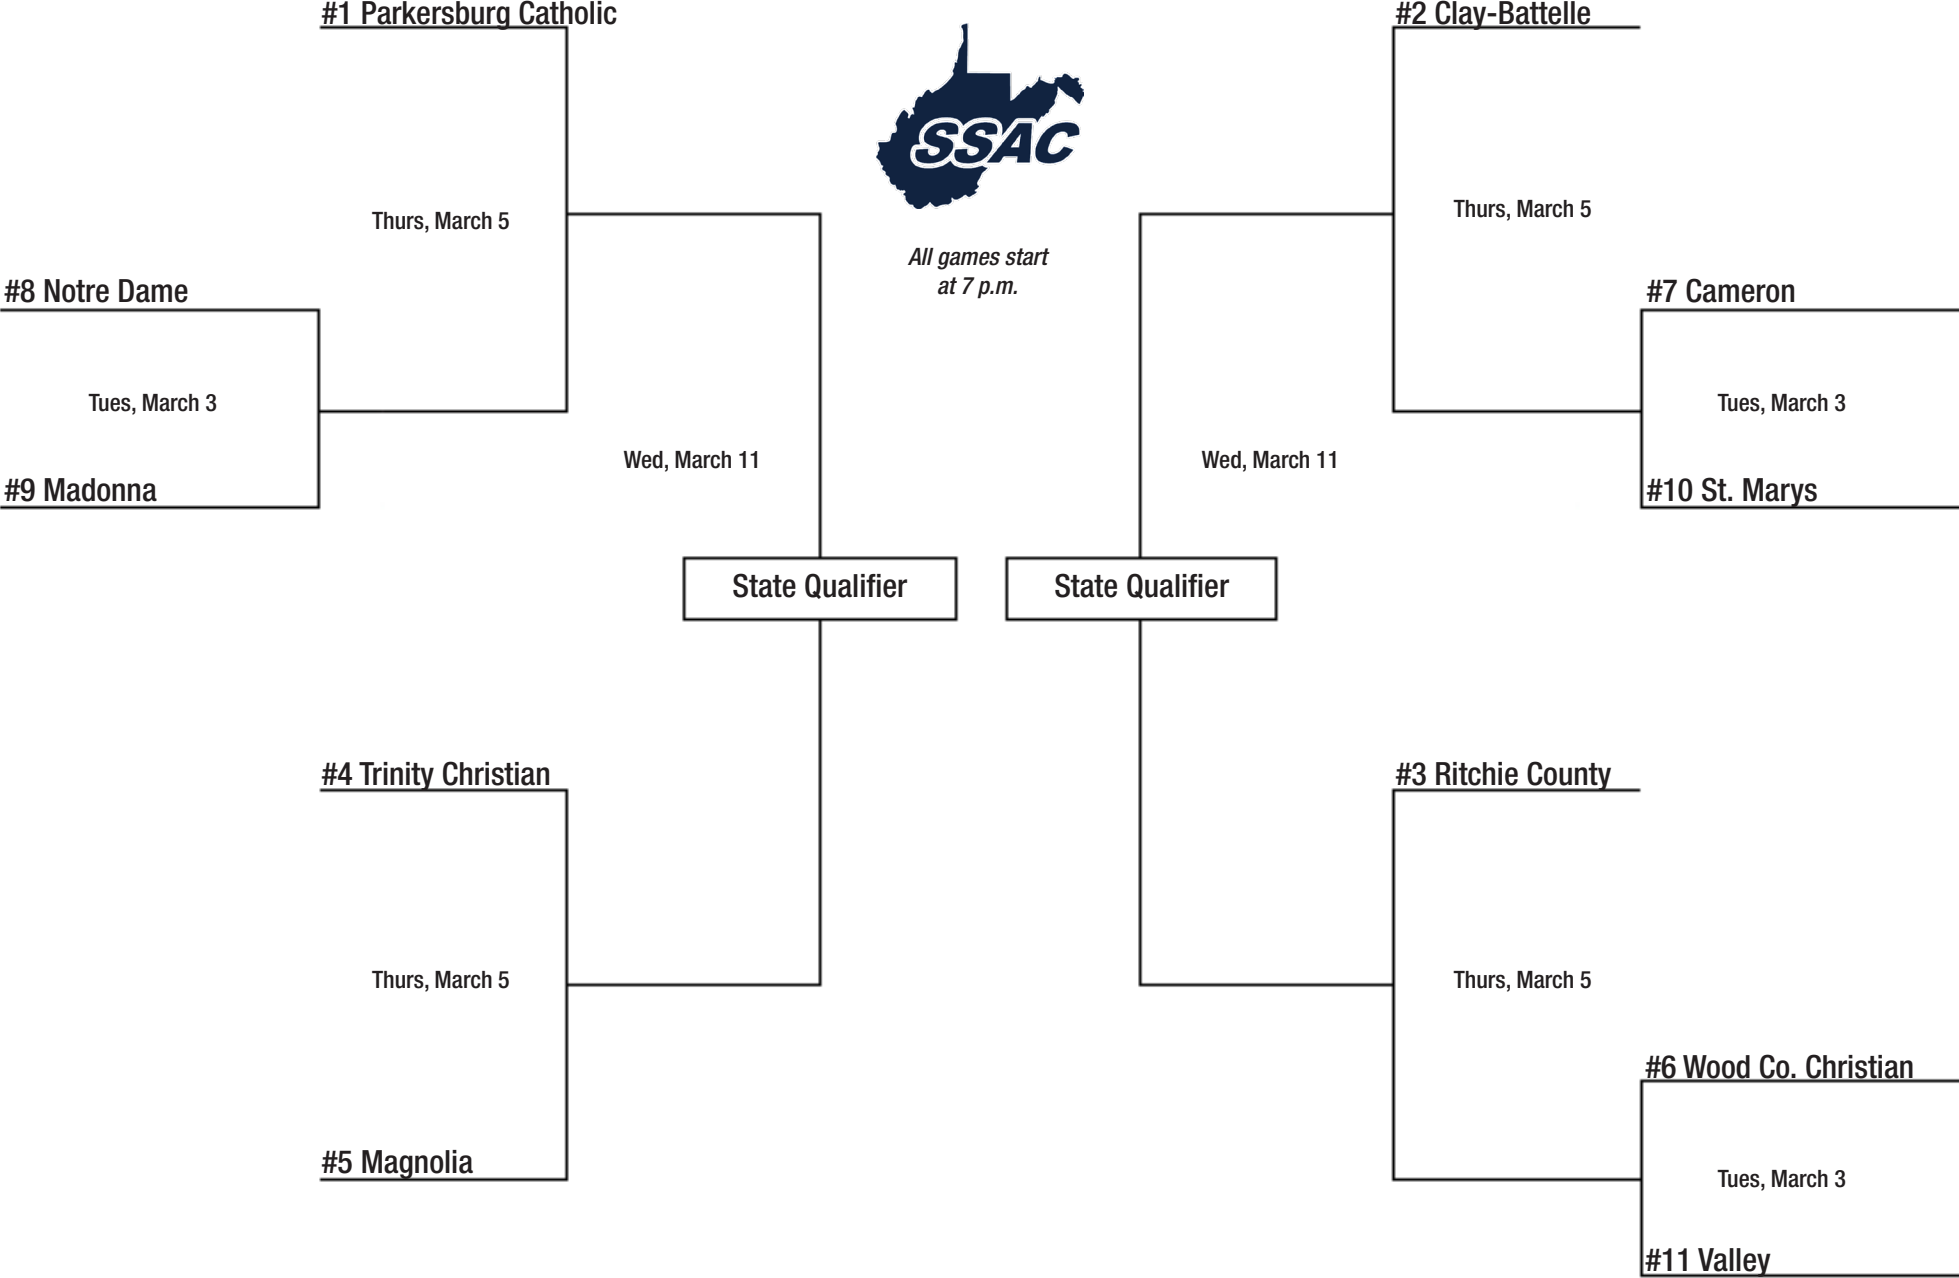 #1 Parkersburg Catholic
Thurs, March 5
#8 Notre Dame
Tues, March 3
#9 Madonna
Wed, March 11
State Qualifier
#4 Trinity Christian
Thurs, March 5
#5 Magnolia
SSAC
All games start
at 7 p.m.
#2 Clay-Battelle
Thurs, March 5
#7 Cameron
Tues, March 3
#10 St. Marys
Wed, March 11
State Qualifier
#3 Ritchie County
Thurs, March 5
#6 Wood Co. Christian
Tues, March 3
#11 Valley